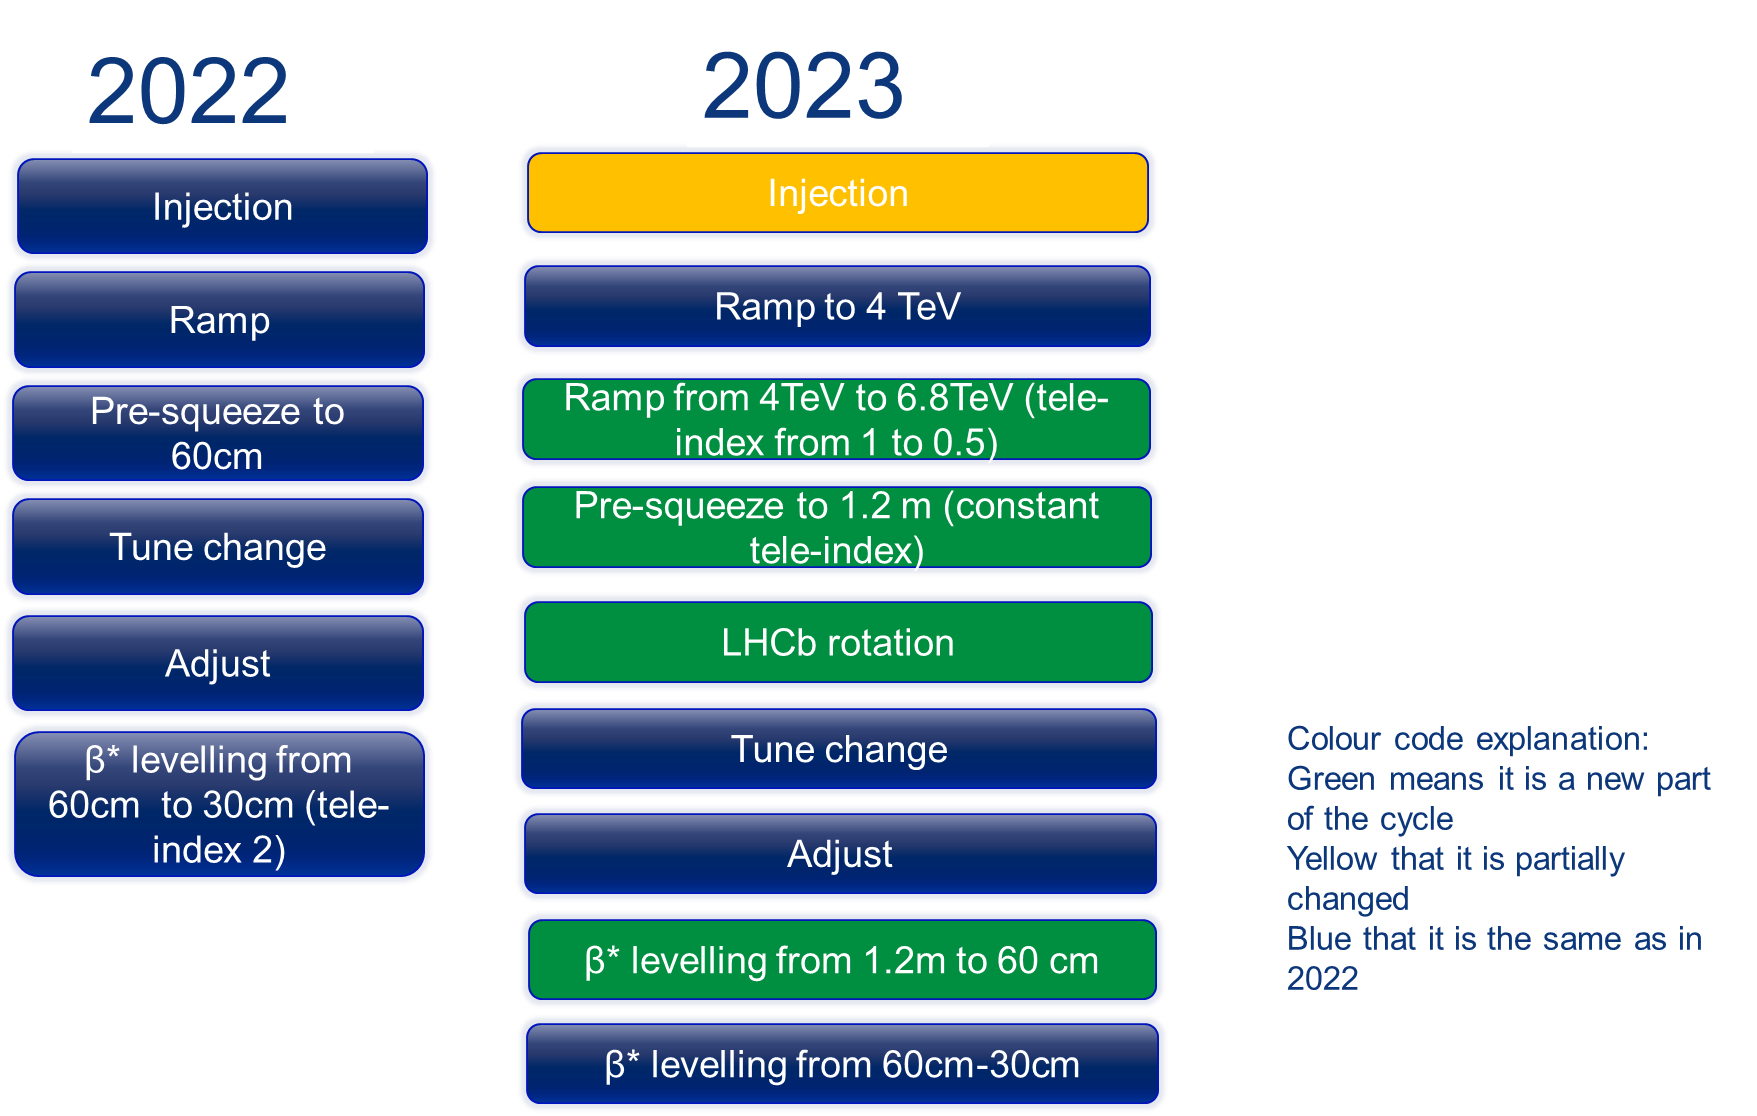 2022
Injection
Ramp
Pre-squeeze to
60cm
Tune change
Adjust
β* levelling from
60cm to 30cm (tele-
index 2)
2023
Injection
Ramp to 4 TeV
Ramp from 4TeV to 6.8TeV (tele-
index from 1 to 0.5)
Pre-squeeze to 1.2 m (constant
tele-index)
LHCb rotation
Tune change
Adjust
β* levelling from 1.2m to 60 cm
β* levelling from 60cm-30cm
Colour code explanation:
Green means it is a new part
of the cycle
Yellow that it is partially
changed
Blue that it is the same as in
2022